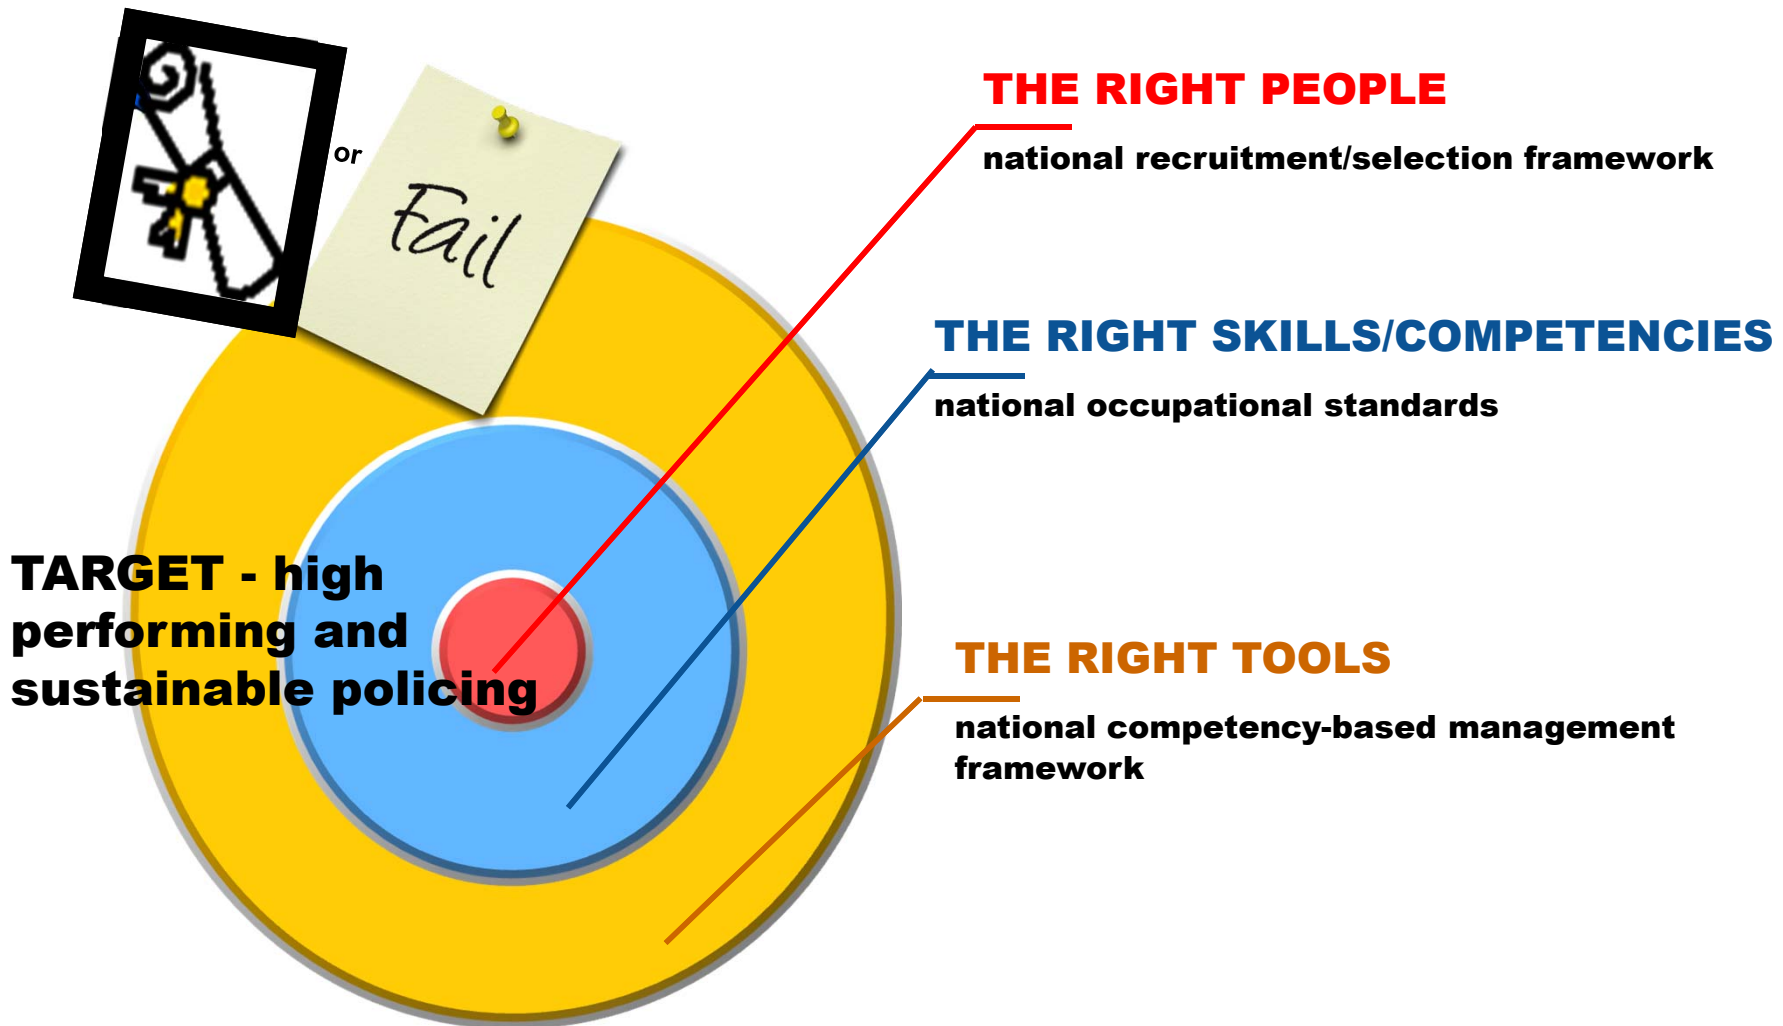 or
Fail
THE RIGHT PEOPLE
national recruitment/selection framework
THE RIGHT SKILLS/COMPETENCIES
national occupational standards
TARGET - high
performing and
sustainable policing
THE RIGHT TOOLS
national competency-based management
framework